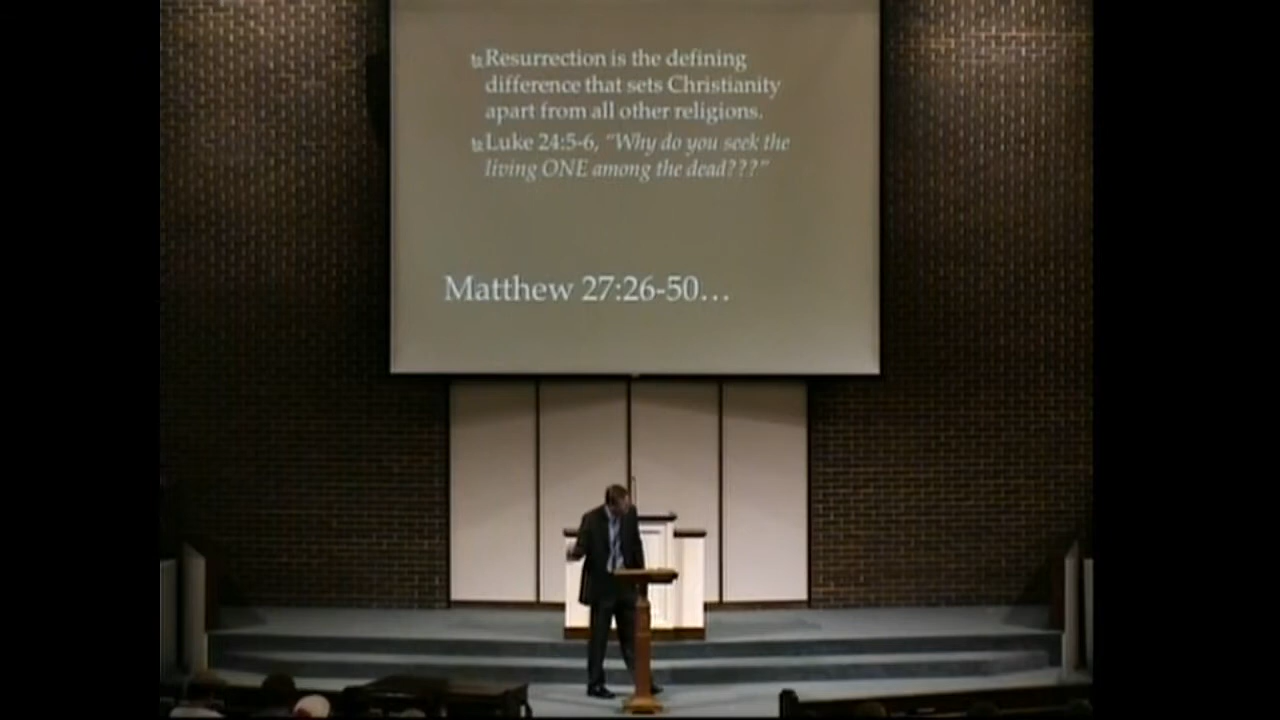 Resurrection is the defining
difference that sets Christianity
apart from all other religions.
Luke 24:5-6, “Why do you seek the
living ONE among the dead???”
Matthew 27:26-50…